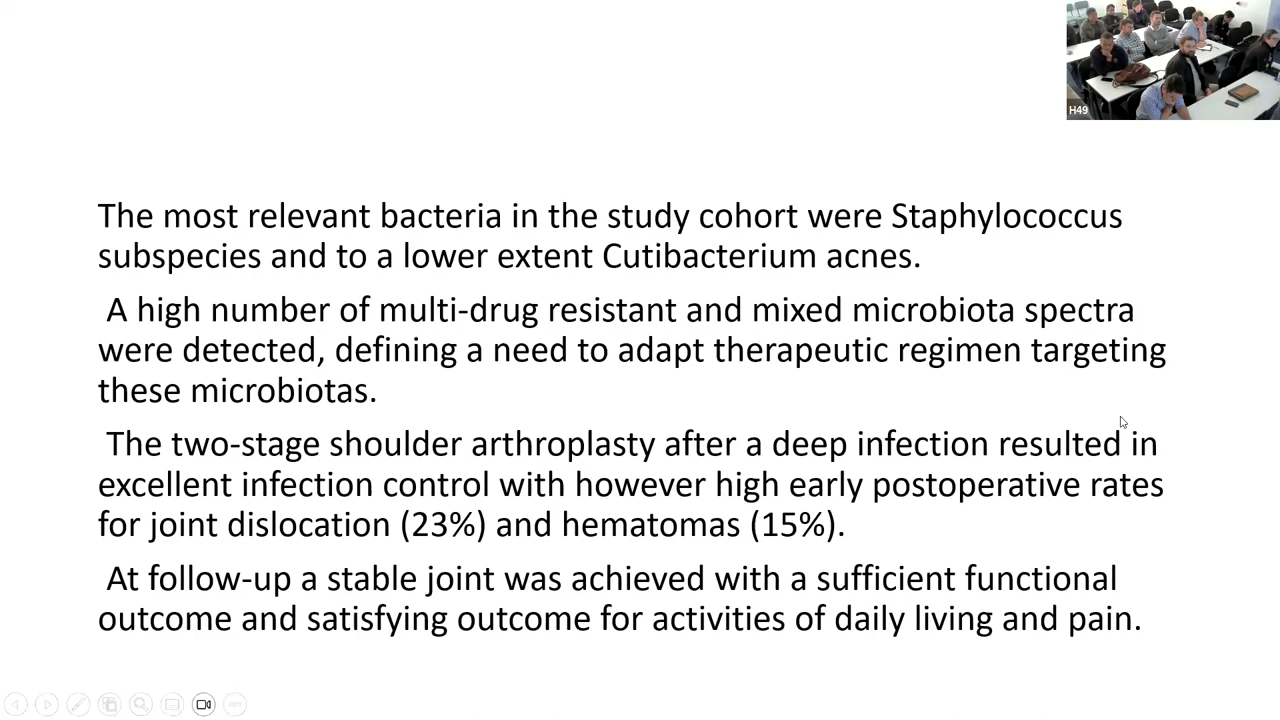 H49
The most relevant bacteria in the study cohort were Staphylococcus
subspecies and to a lower extent Cutibacterium acnes.
A high number of multi-drug resistant and mixed microbiota spectra
were detected, defining a need to adapt therapeutic regimen targeting
these microbiotas.
The two-stage shoulder arthroplasty after a deep infection resulted in
excellent infection control with however high early postoperative rates
for joint dislocation (23%) and hematomas (15%).
At follow-up a stable joint was achieved with a sufficient functional
outcome and satisfying outcome for activities of daily living and pain.